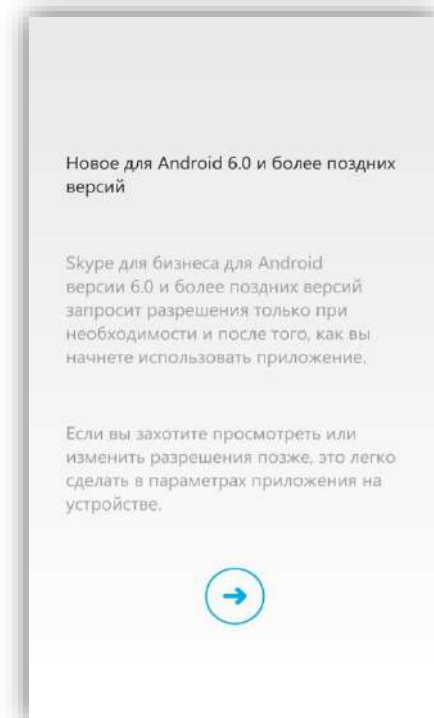 Новое для Android 6.0 и более поздних
версий
Skype для бизнеса для Android
версии 6.0 и более поздних версий
запросит разрешения только при
необходимости и после того, как вы
начнете использовать приложение.
Если вы захотите просмотреть или
изменить разрешения позже, это легко
сделать в параметрах приложения на
устройстве.